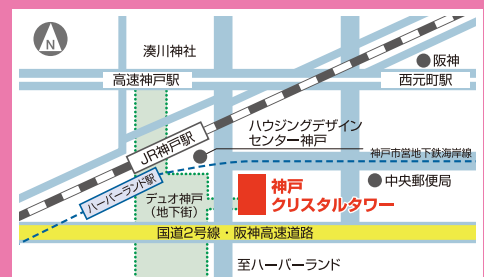 N
湊川神社
阪神
高速神戸駅
西元町駅
JR神戸駅
ハウジングデザイン
センター神戸
神戸市営地下鉄海岸線
ハーバーランド駅
デュオ神戸
(地下街)
神戸
クリスタルタワー
中央郵便局
国道2号線・阪神高速道路
至ハーバーランド